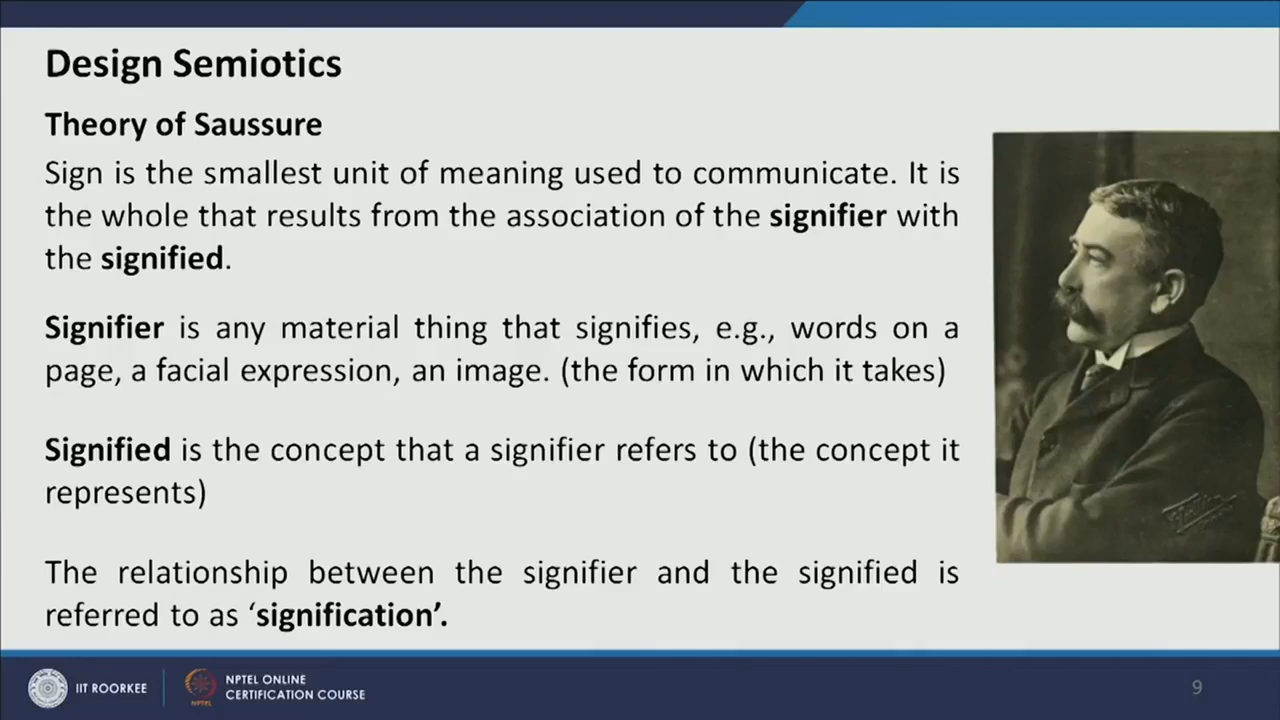 Design Semiotics
Theory of Saussure
Sign is the smallest unit of meaning used to communicate. It is
the whole that results from the association of the signifier with
the signified.
Signifier is any material thing that signifies, e.g., words on a
page, a facial expression, an image. (the form in which it takes)
Signified is the concept that a signifier refers to (the concept it
represents)
The relationship between the signifier and the signified is
referred to as ‘signification’.
IIT ROORKEE
NPTEL ONLINE
CERTIFICATION COURSE
NPTEL
9